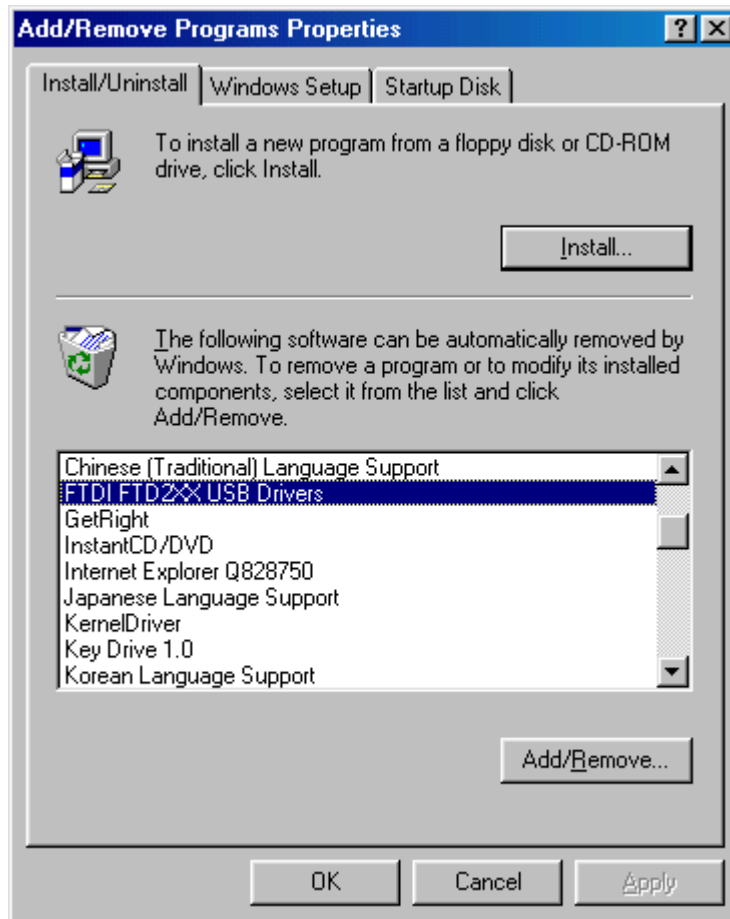 Add/Remove Programs Properties
Install/Uninstall
Windows Setup
Startup Disk
To install a new program from a floppy disk or CD-ROM
drive, click Install.
Install...
The following software can be automatically removed by
Windows. To remove a program or to modify its installed
components, select it from the list and click
Add/Remove.
Chinese (Traditional) Language Support
FTDI FTD2XX USB Drivers
GetRight
InstantCD/DVD
Internet Explorer Q828750
Japanese Language Support
KernelDriver
Key Drive 1.0
Korean Language Support
Add/Remove...
OK
Cancel
Apply